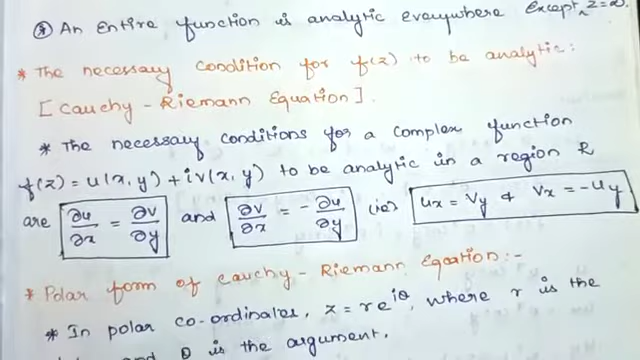 ⊛ An Entire function is analytic everywhere Except ^ z=∞.
* The necessary condition for f(z) to be analytic:
[Cauchy - Riemann Equation].
* The necessary conditions for a complex function
f(z) = u(x, y) + iv(x, y) to be analytic in a region R
are ∂u/∂x = ∂v/∂y and ∂v/∂x = -∂u/∂y (ie) ux = vy & vx = -uy
* Polar form of Cauchy - Riemann Equation:-
* In polar co-ordinates, z = re^iθ, where r is the
and θ is the argument.